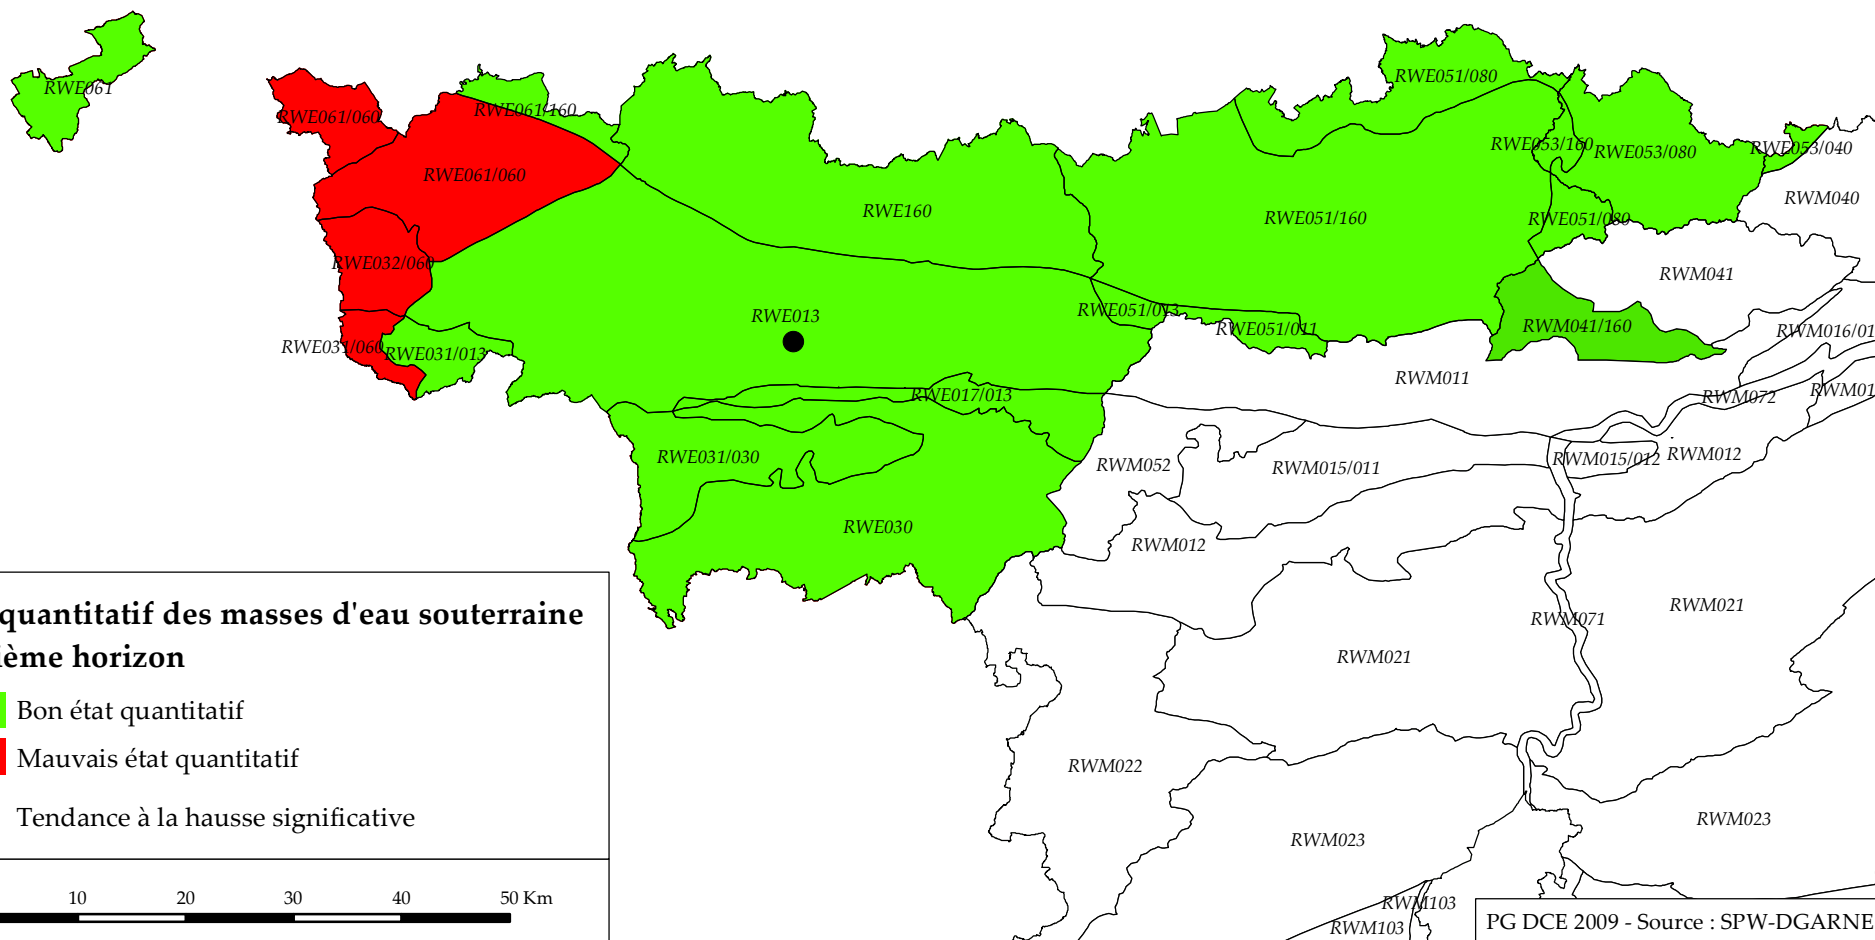 RWE061
RWE061/060
RWE061/160
RWE061/060
RWE032/060
RWE031/060
RWE031/013
RWE160
RWE013
RWE051/013
RWE051/011
RWE051/160
RWE051/080
RWE053/160
RWE053/080
RWE053/040
RWM040
RWE051/080
RWM041
RWM041/160
RWM016/01
RWM011
RWM072
RWM01
RWE017/013
RWE031/030
RWE030
RWM052
RWM015/011
RWM015/012
RWM012
RWM012
RWM021
RWM071
RWM021
RWM022
RWM023
RWM023
RWM103
RWM103
quantitatif des masses d'eau souterraine
ième horizon
Bon état quantitatif
Mauvais état quantitatif
Tendance à la hausse significative
10 20 30 40 50 Km
PG DCE 2009 - Source : SPW-DGARNE